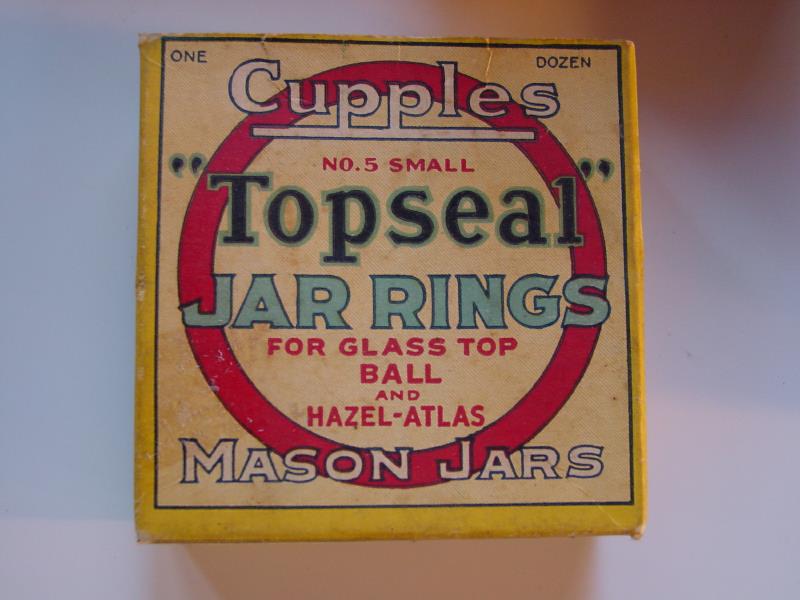 ONE DOZEN
Cupples
NO. 5 SMALL
"Topseal"
JAR RINGS
FOR GLASS TOP
BALL
AND
HAZEL-ATLAS
MASON JARS